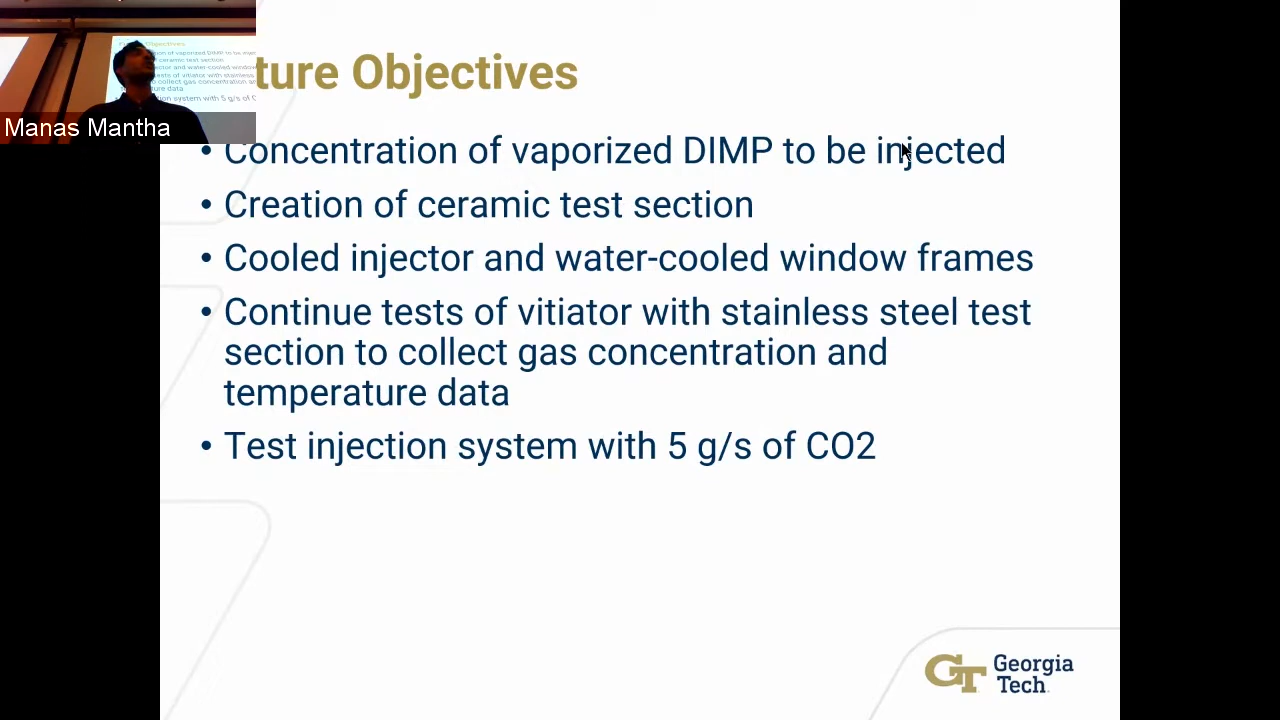 ture Objectives
Manas Mantha
• Concentration of vaporized DIMP to be injected
• Creation of ceramic test section
• Cooled injector and water-cooled window frames
• Continue tests of vitiator with stainless steel test
section to collect gas concentration and
temperature data
• Test injection system with 5 g/s of CO2
GT Georgia
Tech